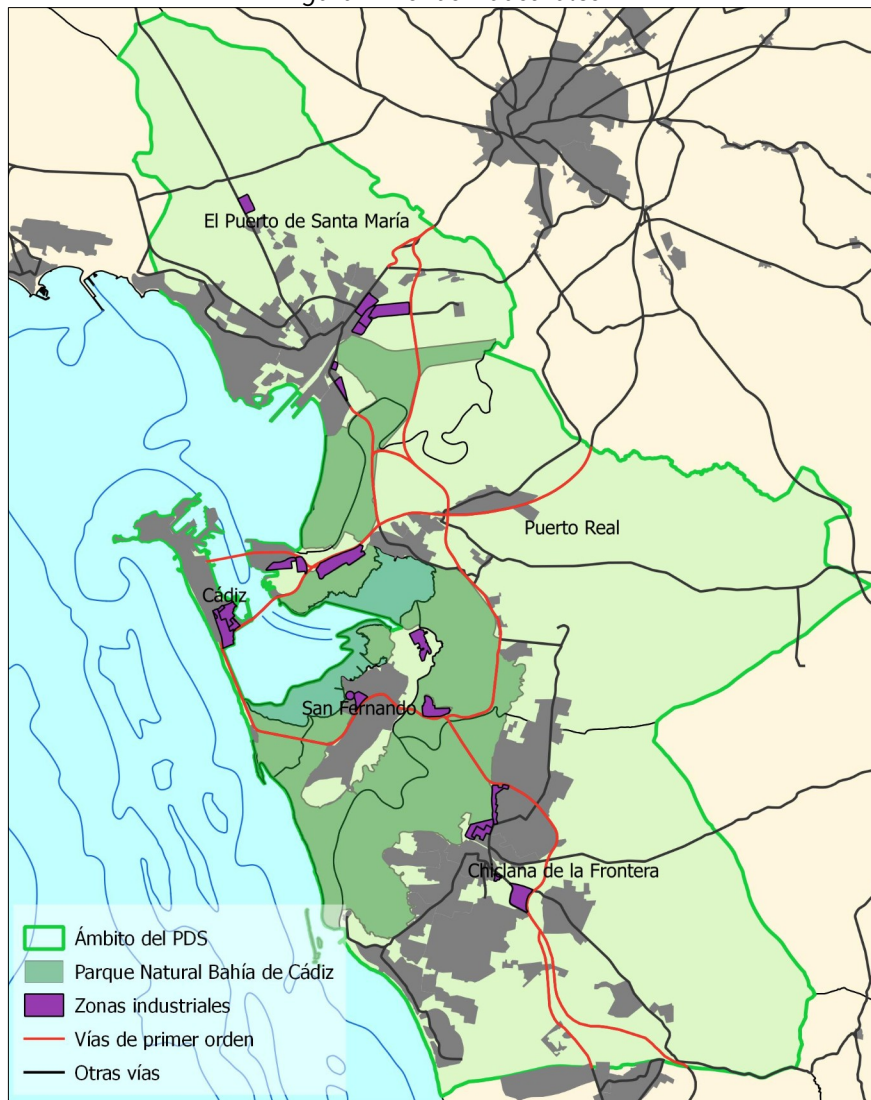 El Puerto de Santa María
Puerto Real
Cádiz
San Fernando
Chiclana de la Frontera
Ámbito del PDS
Parque Natural Bahía de Cádiz
Zonas industriales
Vías de primer orden
Otras vías